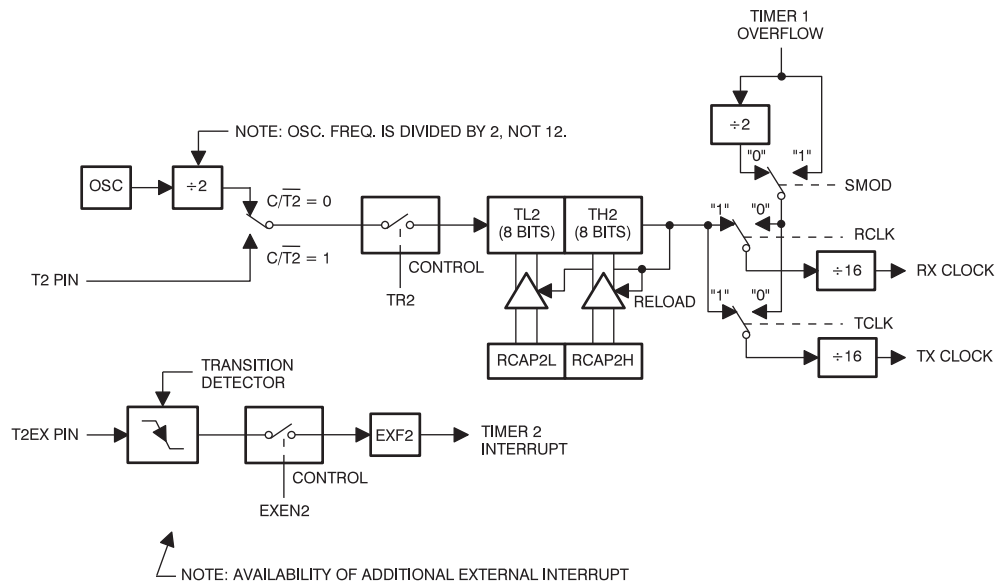 TIMER 1
OVERFLOW
NOTE: OSC. FREQ. IS DIVIDED BY 2, NOT 12.
÷2
"0"
"1"
OSC
÷2
SMOD
C/T2̅ = 0
TL2
(8 BITS)
TH2
(8 BITS)
"1"
"0"
RCLK
CONTROL
C/T2̅ = 1
÷16
RX CLOCK
T2 PIN
TR2
RELOAD
"1"
"0"
TCLK
RCAP2L
RCAP2H
÷16
TX CLOCK
TRANSITION
DETECTOR
T2EX PIN
EXF2
TIMER 2
INTERRUPT
CONTROL
EXEN2
NOTE: AVAILABILITY OF ADDITIONAL EXTERNAL INTERRUPT